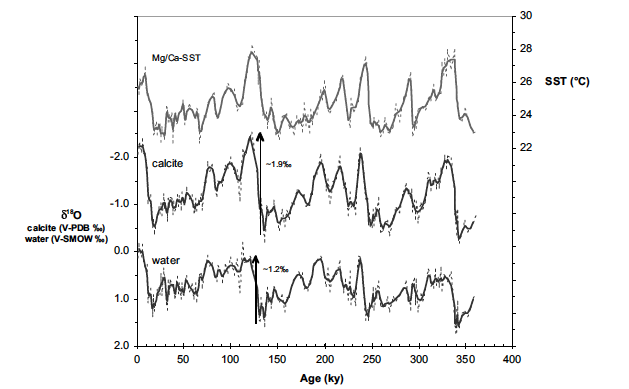 30
Mg/Ca-SST
28
26
SST (°C)
24
22
-2.0
calcite
~1.9‰
-1.0
δ18O
calcite (V-PDB ‰)
water (V-SMOW ‰)
0.0
water
~1.2‰
1.0
2.0
0 50 100 150 200 250 300 350 400
Age (ky)